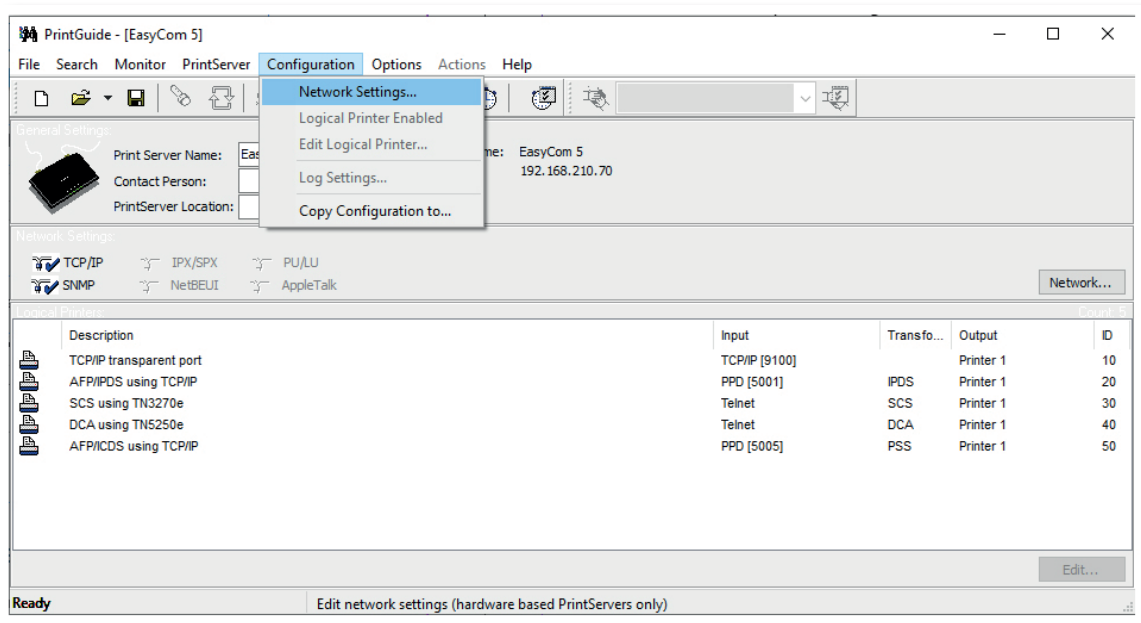 PrintGuide - [EasyCom 5]
File Search Monitor PrintServer Configuration Options Actions Help
Network Settings...
Logical Printer Enabled
Edit Logical Printer...
Log Settings...
Copy Configuration to...
General Settings:
Print Server Name: Eas me: EasyCom 5
192.168.210.70
Contact Person:
PrintServer Location:
Network Settings:
TCP/IP IPX/SPX PU/LU
SNMP NetBEUI AppleTalk
Network...
Logical Printers: Count: 5
Description Input Transfo... Output ID
TCP/IP transparent port TCP/IP [9100] Printer 1 10
AFP/IPDS using TCP/IP PPD [5001] IPDS Printer 1 20
SCS using TN3270e Telnet SCS Printer 1 30
DCA using TN5250e Telnet DCA Printer 1 40
AFP/ICDS using TCP/IP PPD [5005] PSS Printer 1 50
Edit...
Ready Edit network settings (hardware based PrintServers only)